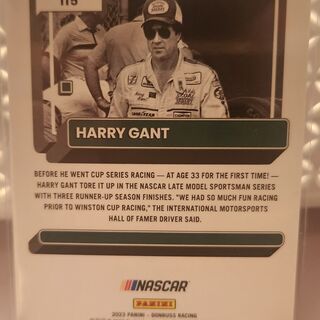 115
HARRY GANT
BEFORE HE WENT CUP SERIES RACING — AT AGE 33 FOR THE FIRST TIME! —
HARRY GANT TORE IT UP IN THE NASCAR LATE MODEL SPORTSMAN SERIES
WITH THREE RUNNER-UP SEASON FINISHES. "WE HAD SO MUCH FUN RACING
PRIOR TO WINSTON CUP RACING," THE INTERNATIONAL MOTORSPORTS
HALL OF FAMER DRIVER SAID.
NASCAR
PANINI
2023 PANINI - DONRUSS RACING